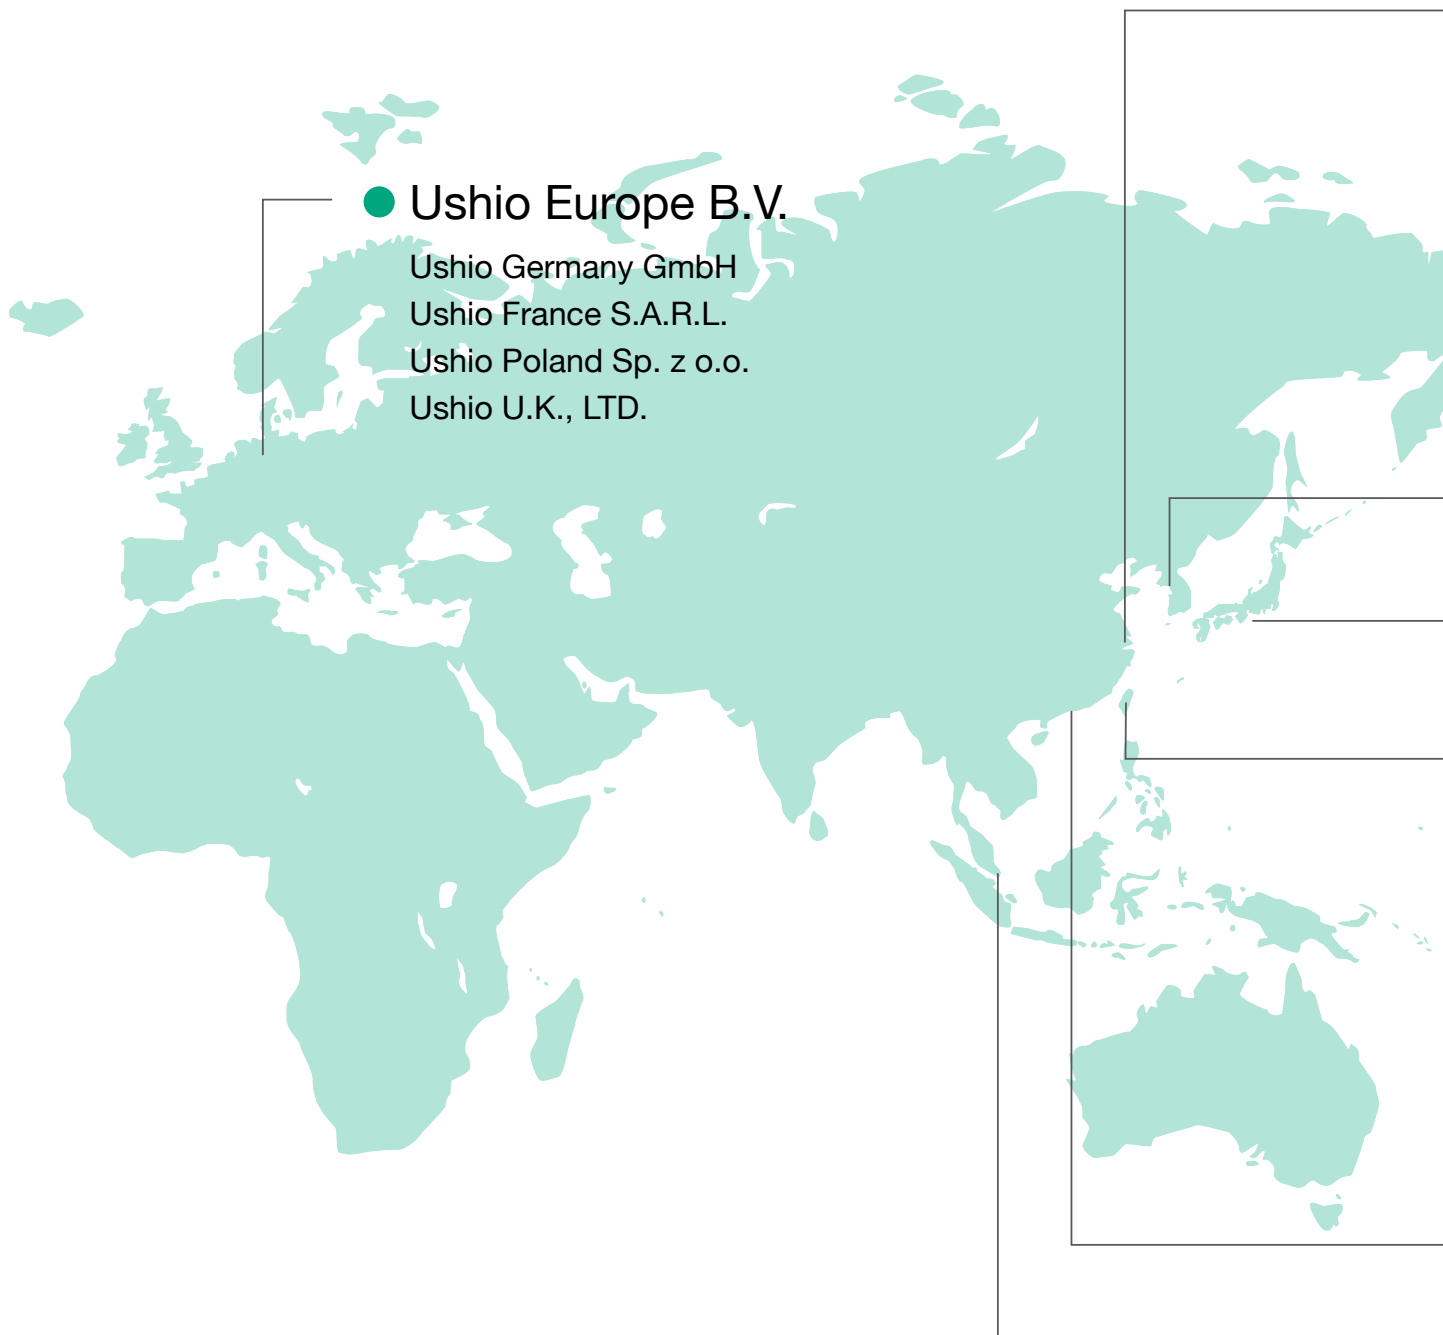 Ushio Europe B.V.
Ushio Germany GmbH
Ushio France S.A.R.L.
Ushio Poland Sp. z o.o.
Ushio U.K., LTD.